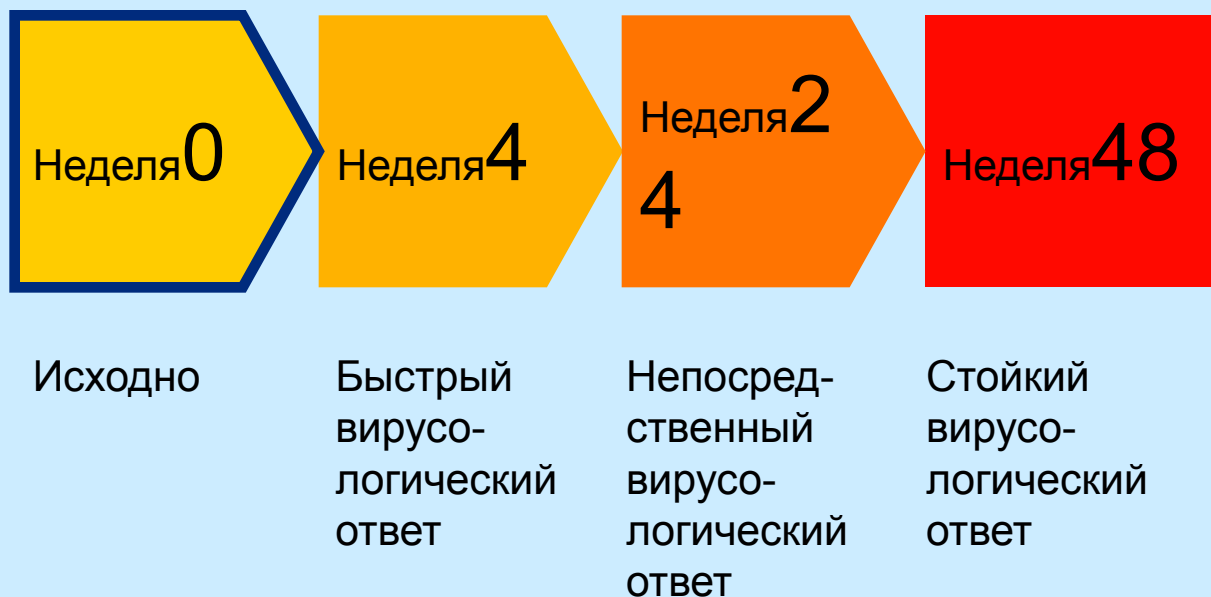 Неделя0
Неделя4
Неделя2
4
Неделя48
Исходно
Быстрый
вирусо-
логический
ответ
Непосред-
ственный
вирусо-
логический
ответ
Стойкий
вирусо-
логический
ответ